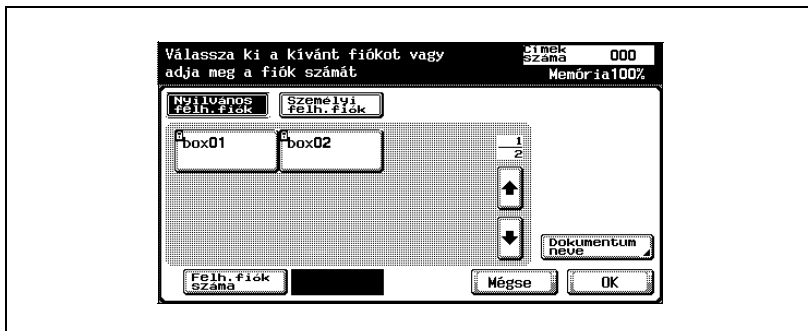 Válassza ki a kívánt fiókot vagy
adja meg a fiók számát
Címek
száma
000
Memória100%
Nyilvános
felh.fiók
Személyi
felh.fiók
box01
box02
1
2
Dokumentum
neve
Felh.fiók
száma
Mégse
OK